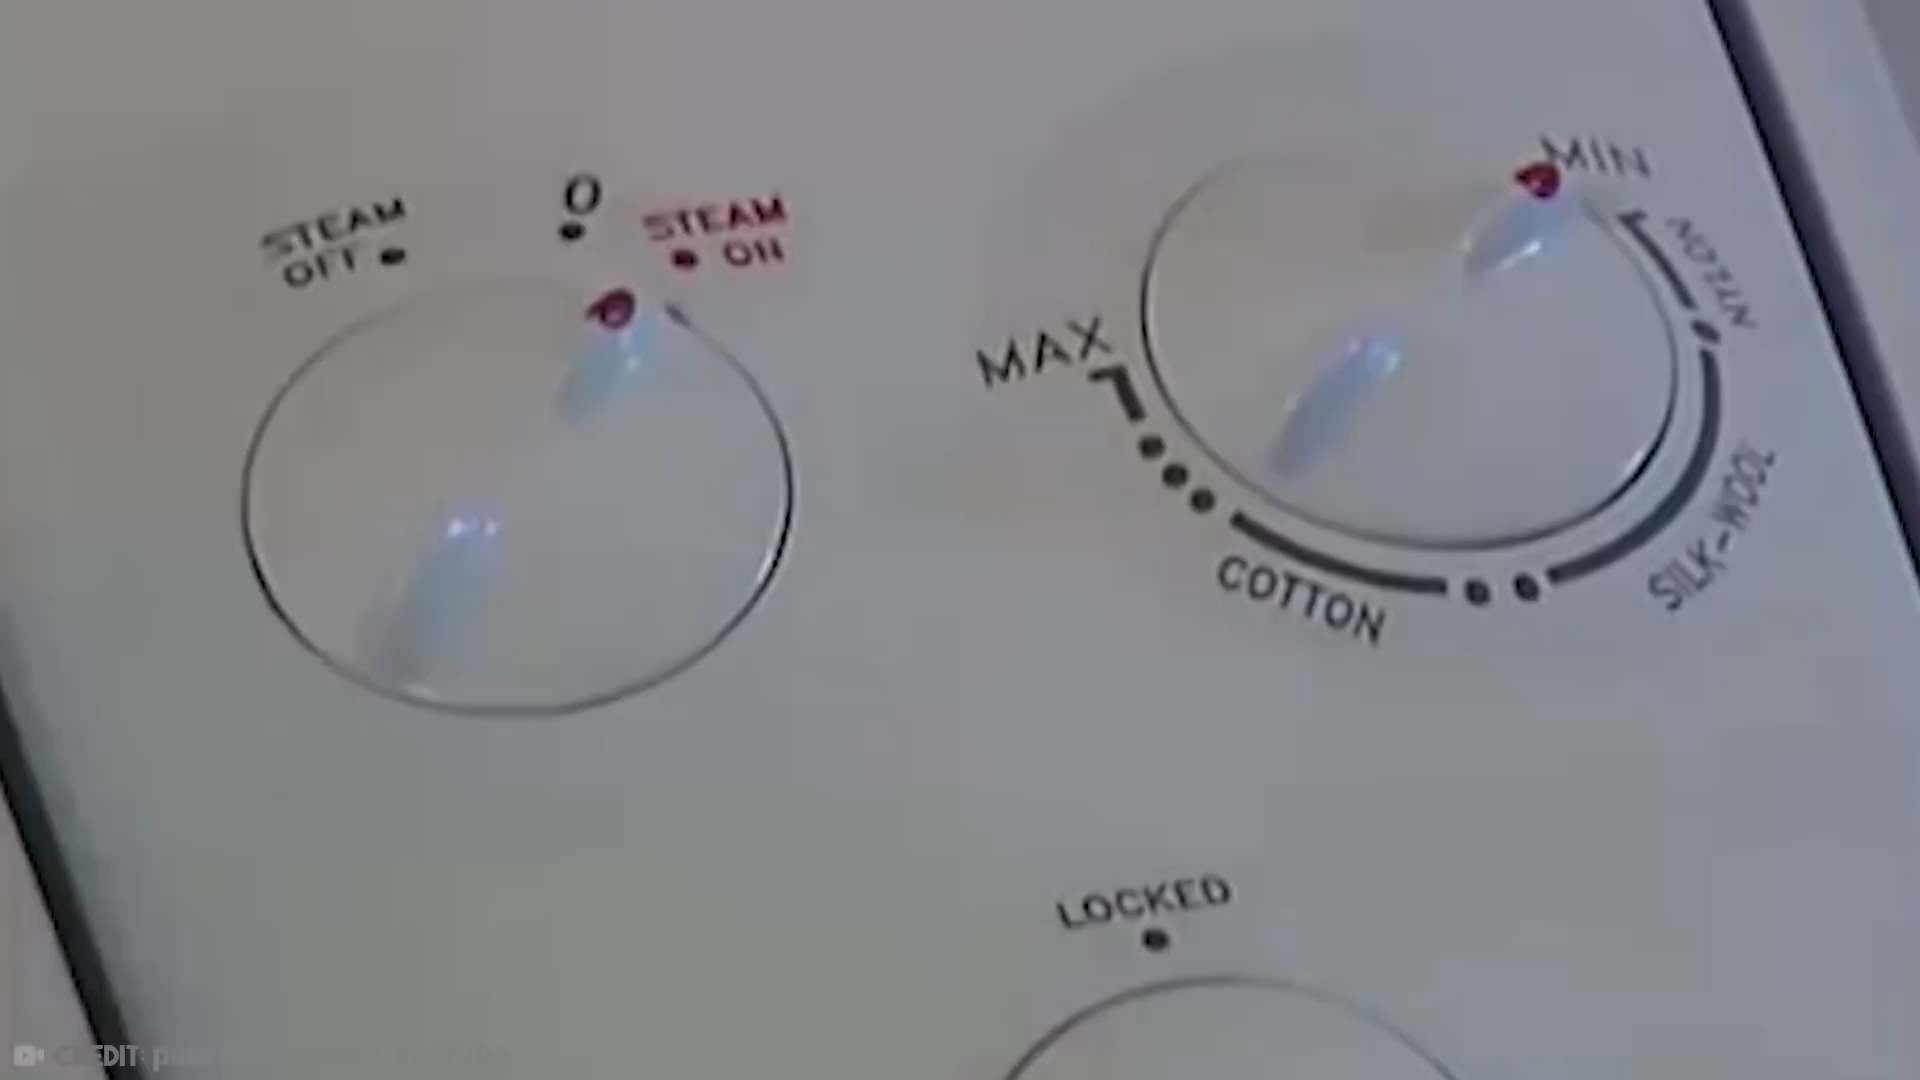 STEAM
OFF
0
STEAM
ON
MIN
NYLON
SILK-WOOL
COTTON
MAX
LOCKED
CREDIT: